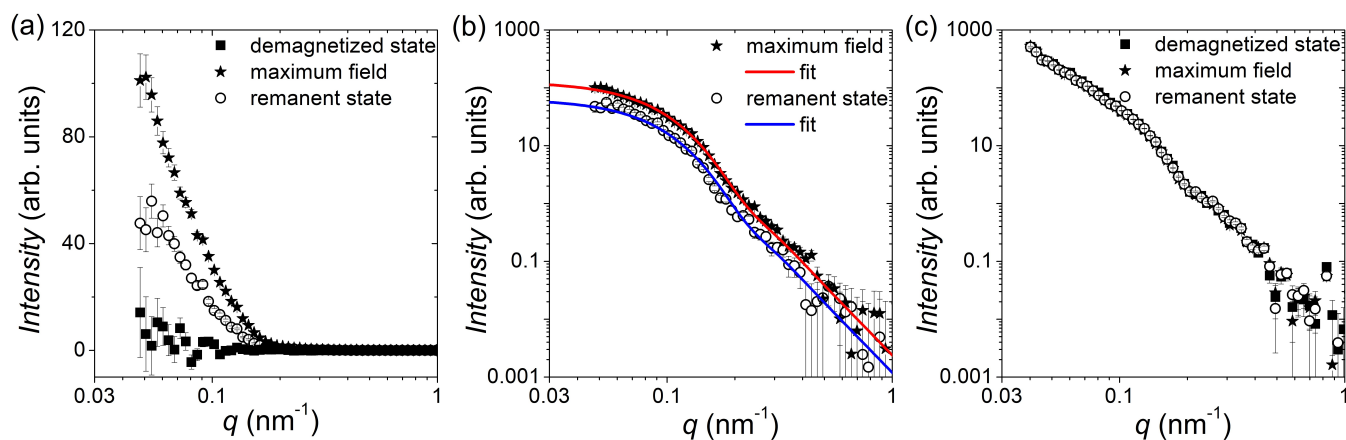 (a)
120
80
40
0
Intensity (arb. units)
demagnetized state
maximum field
remanent state
0.03
0.1
1
q (nm⁻¹)
(b)
1000
10
0.1
0.001
Intensity (arb. units)
maximum field
fit
remanent state
fit
0.03
0.1
1
q (nm⁻¹)
(c)
1000
10
0.1
0.001
Intensity (arb. units)
demagnetized state
maximum field
remanent state
0.03
0.1
1
q (nm⁻¹)